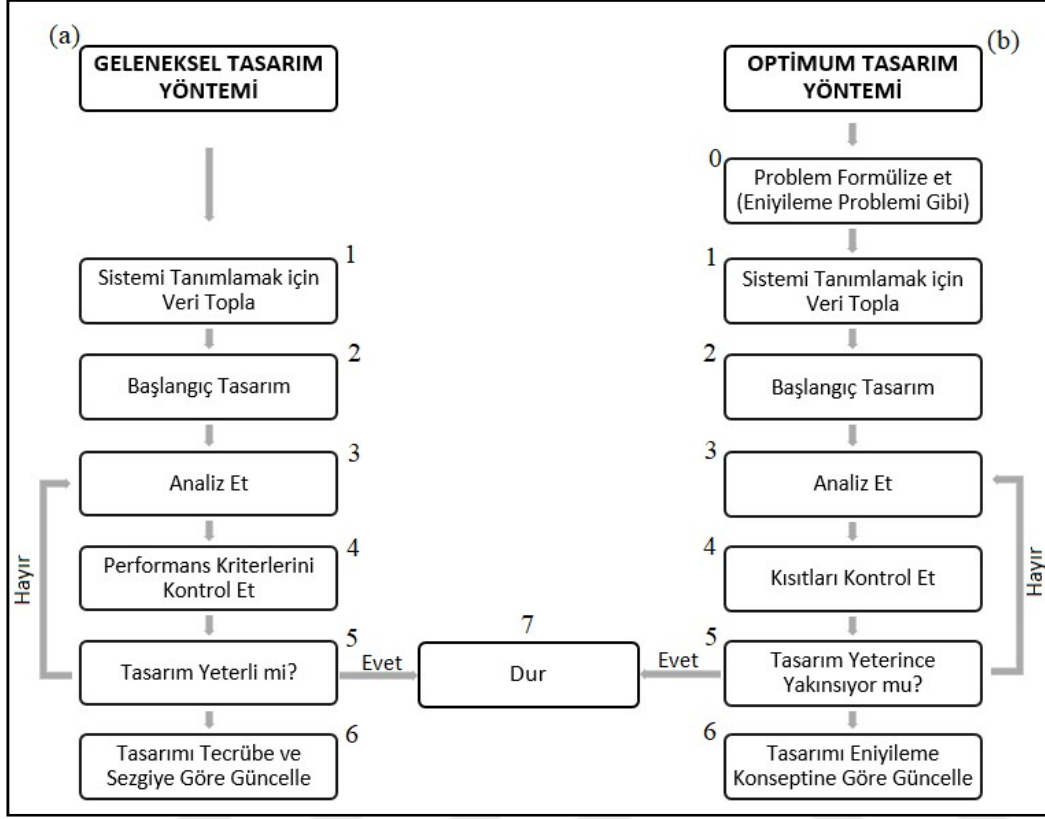 (a)
GELENEKSEL TASARIM
YÖNTEMİ
1
Sistemi Tanımlamak için
Veri Topla
2
Başlangıç Tasarım
3
Analiz Et
4
Performans Kriterlerini
Kontrol Et
5
Tasarım Yeterli mi?
Hayır
Evet
6
Tasarımı Tecrübe ve
Sezgiye Göre Güncelle
7
Dur
(b)
OPTİMUM TASARIM
YÖNTEMİ
0
Problem Formülize et
(Eniyileme Problemi Gibi)
1
Sistemi Tanımlamak için
Veri Topla
2
Başlangıç Tasarım
3
Analiz Et
4
Kısıtları Kontrol Et
5
Tasarım Yeterince
Yakınsıyor mu?
Evet
Hayır
6
Tasarımı Eniyileme
Konseptine Göre Güncelle